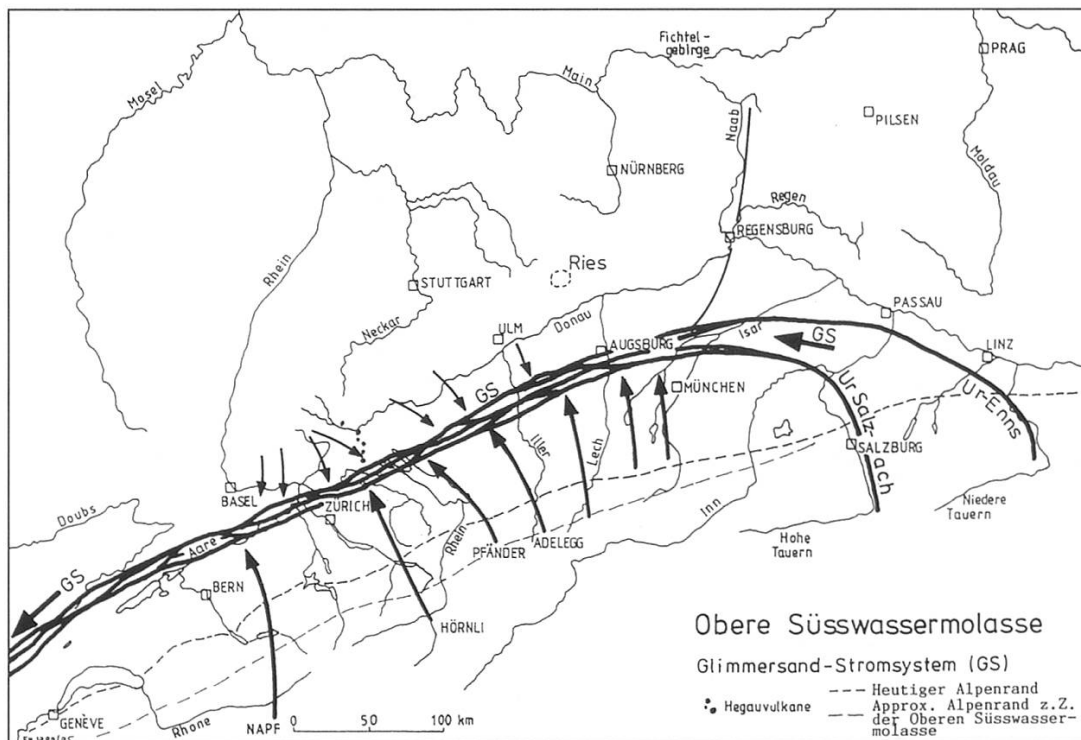 Fichtel-
gebirge
PRAG
Mosel
Main
Naab
PILSEN
Moldau
NÜRNBERG
Regen
REGENSBURG
Rhein
STUTTGART
Ries
Neckar
ULM
Donau
AUGSBURG
Isar
GS
PASSAU
LINZ
GS
MÜNCHEN
Ur Salzach
Ur-Enns
Iller
Lech
SALZBURG
BASEL
ZÜRICH
Doubs
Aare
Rhein
Inn
Niedere
Tauern
Hohe
Tauern
PFÄNDER
ADELEGG
GS
BERN
HÖRNLI
Obere Süsswassermolasse
Glimmersand-Stromsystem (GS)
Hegauvulkane
Heutiger Alpenrand
Approx. Alpenrand z.Z.
der Oberen Süsswasser-
molasse
GENÈVE
Rhone
NAPF
0 50 100 km